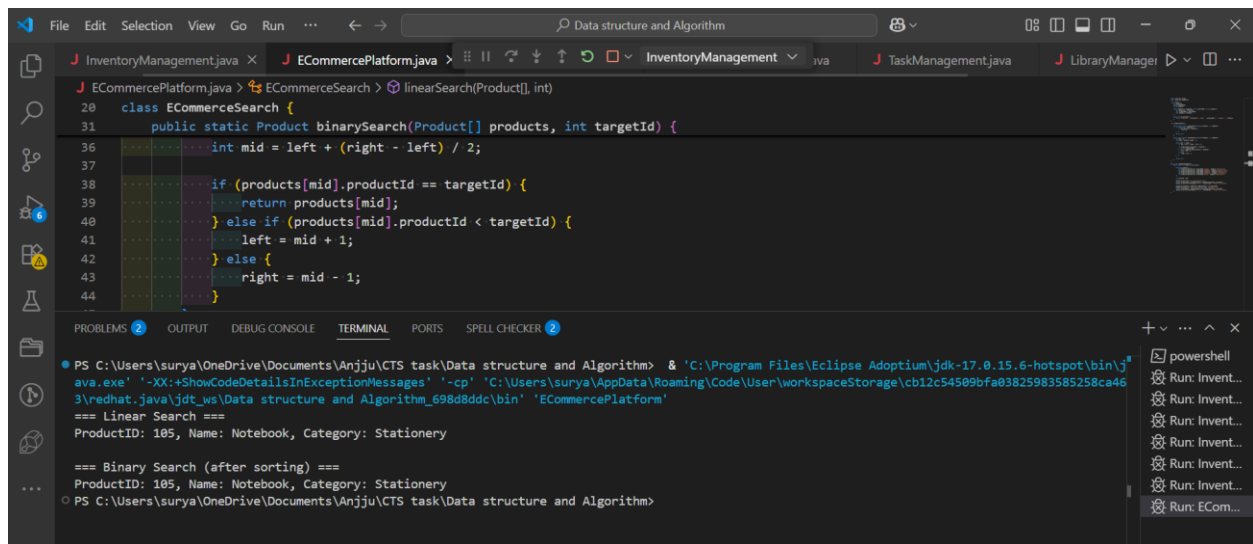 File Edit Selection View Go Run ··· Data structure and Algorithm
InventoryManagement.java ECommercePlatform.java InventoryManagement ava TaskManagement.java LibraryManager
ECommercePlatform.java > ECommerceSearch > linearSearch(Product[], int)
20 class ECommerceSearch {
31 public static Product binarySearch(Product[] products, int targetId) {
36 int mid = left + (right - left) / 2;
37
38 if (products[mid].productId == targetId) {
39 return products[mid];
40 } else if (products[mid].productId < targetId) {
41 left = mid + 1;
42 } else {
43 right = mid - 1;
44 }
6
PROBLEMS 2 OUTPUT DEBUG CONSOLE TERMINAL PORTS SPELL CHECKER 2
PS C:\Users\surya\OneDrive\Documents\Anjju\CTS task\Data structure and Algorithm> & 'C:\Program Files\Eclipse Adoptium\jdk-17.0.15.6-hotspot\bin\j
ava.exe' '-XX:+ShowCodeDetailsInExceptionMessages' '-cp' 'C:\Users\surya\AppData\Roaming\Code\User\workspaceStorage\cb12c54509bfa03825983585258ca46
3\redhat.java\jdt_ws\Data structure and Algorithm_698d8ddc\bin' 'ECommercePlatform'
=== Linear Search ===
ProductID: 105, Name: Notebook, Category: Stationery
=== Binary Search (after sorting) ===
ProductID: 105, Name: Notebook, Category: Stationery
PS C:\Users\surya\OneDrive\Documents\Anjju\CTS task\Data structure and Algorithm>
powershell
Run: Invent...
Run: Invent...
Run: Invent...
Run: Invent...
Run: Invent...
Run: Invent...
Run: ECom...